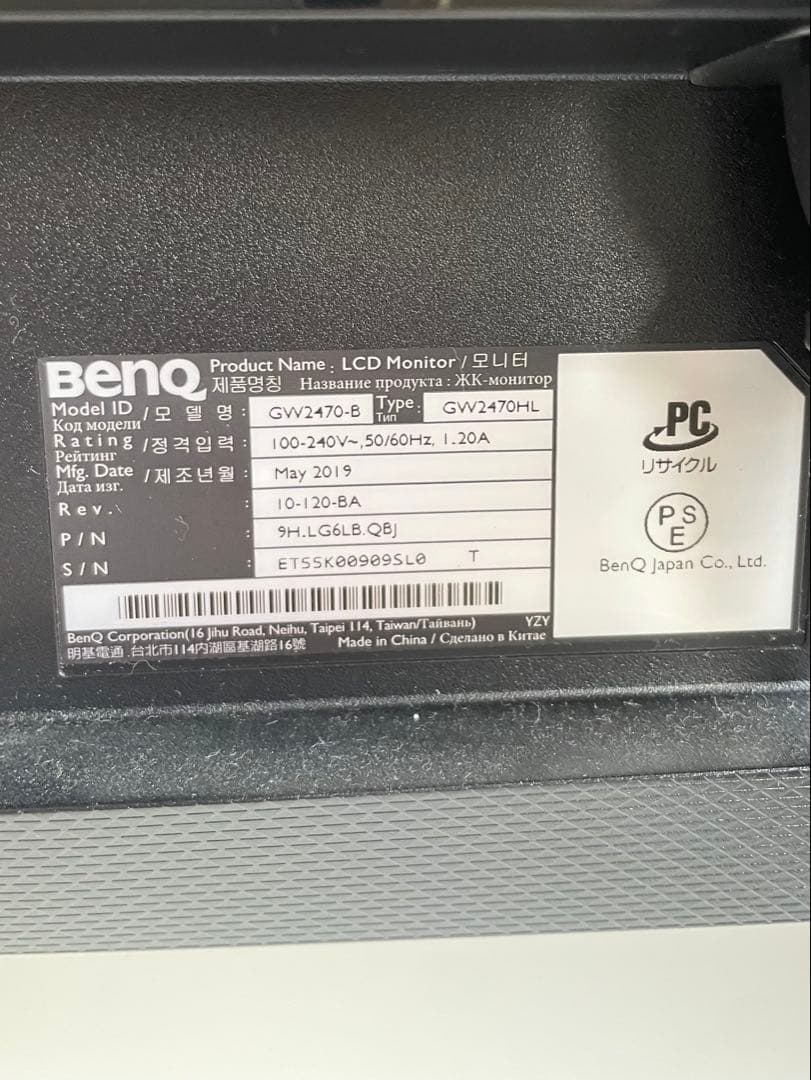 BenQ Product Name : LCD Monitor / 모니터
제품명칭 Название продукта : ЖК-монитор
Model ID / 모 델 명 : GW2470-B Type : GW2470HL
Код модели Тип
Rating / 정격입력 : 100-240V~,50/60Hz, 1.20A
Рейтинг
Mfg. Date / 제조년월 : May 2019
Дата изг.
Rev. : 10-120-BA
P/N : 9H.LG6LB.QBJ
S/N : ET55K00909SL0 T
BenQ Corporation(16 Jihu Road, Neihu, Taipei 114, Taiwan/Тайвань) YZY
明基電通 台北市114內湖區基湖路16號 Made in China / Сделано в Китае
PC
リサイクル
PSE
BenQ Japan Co., Ltd.